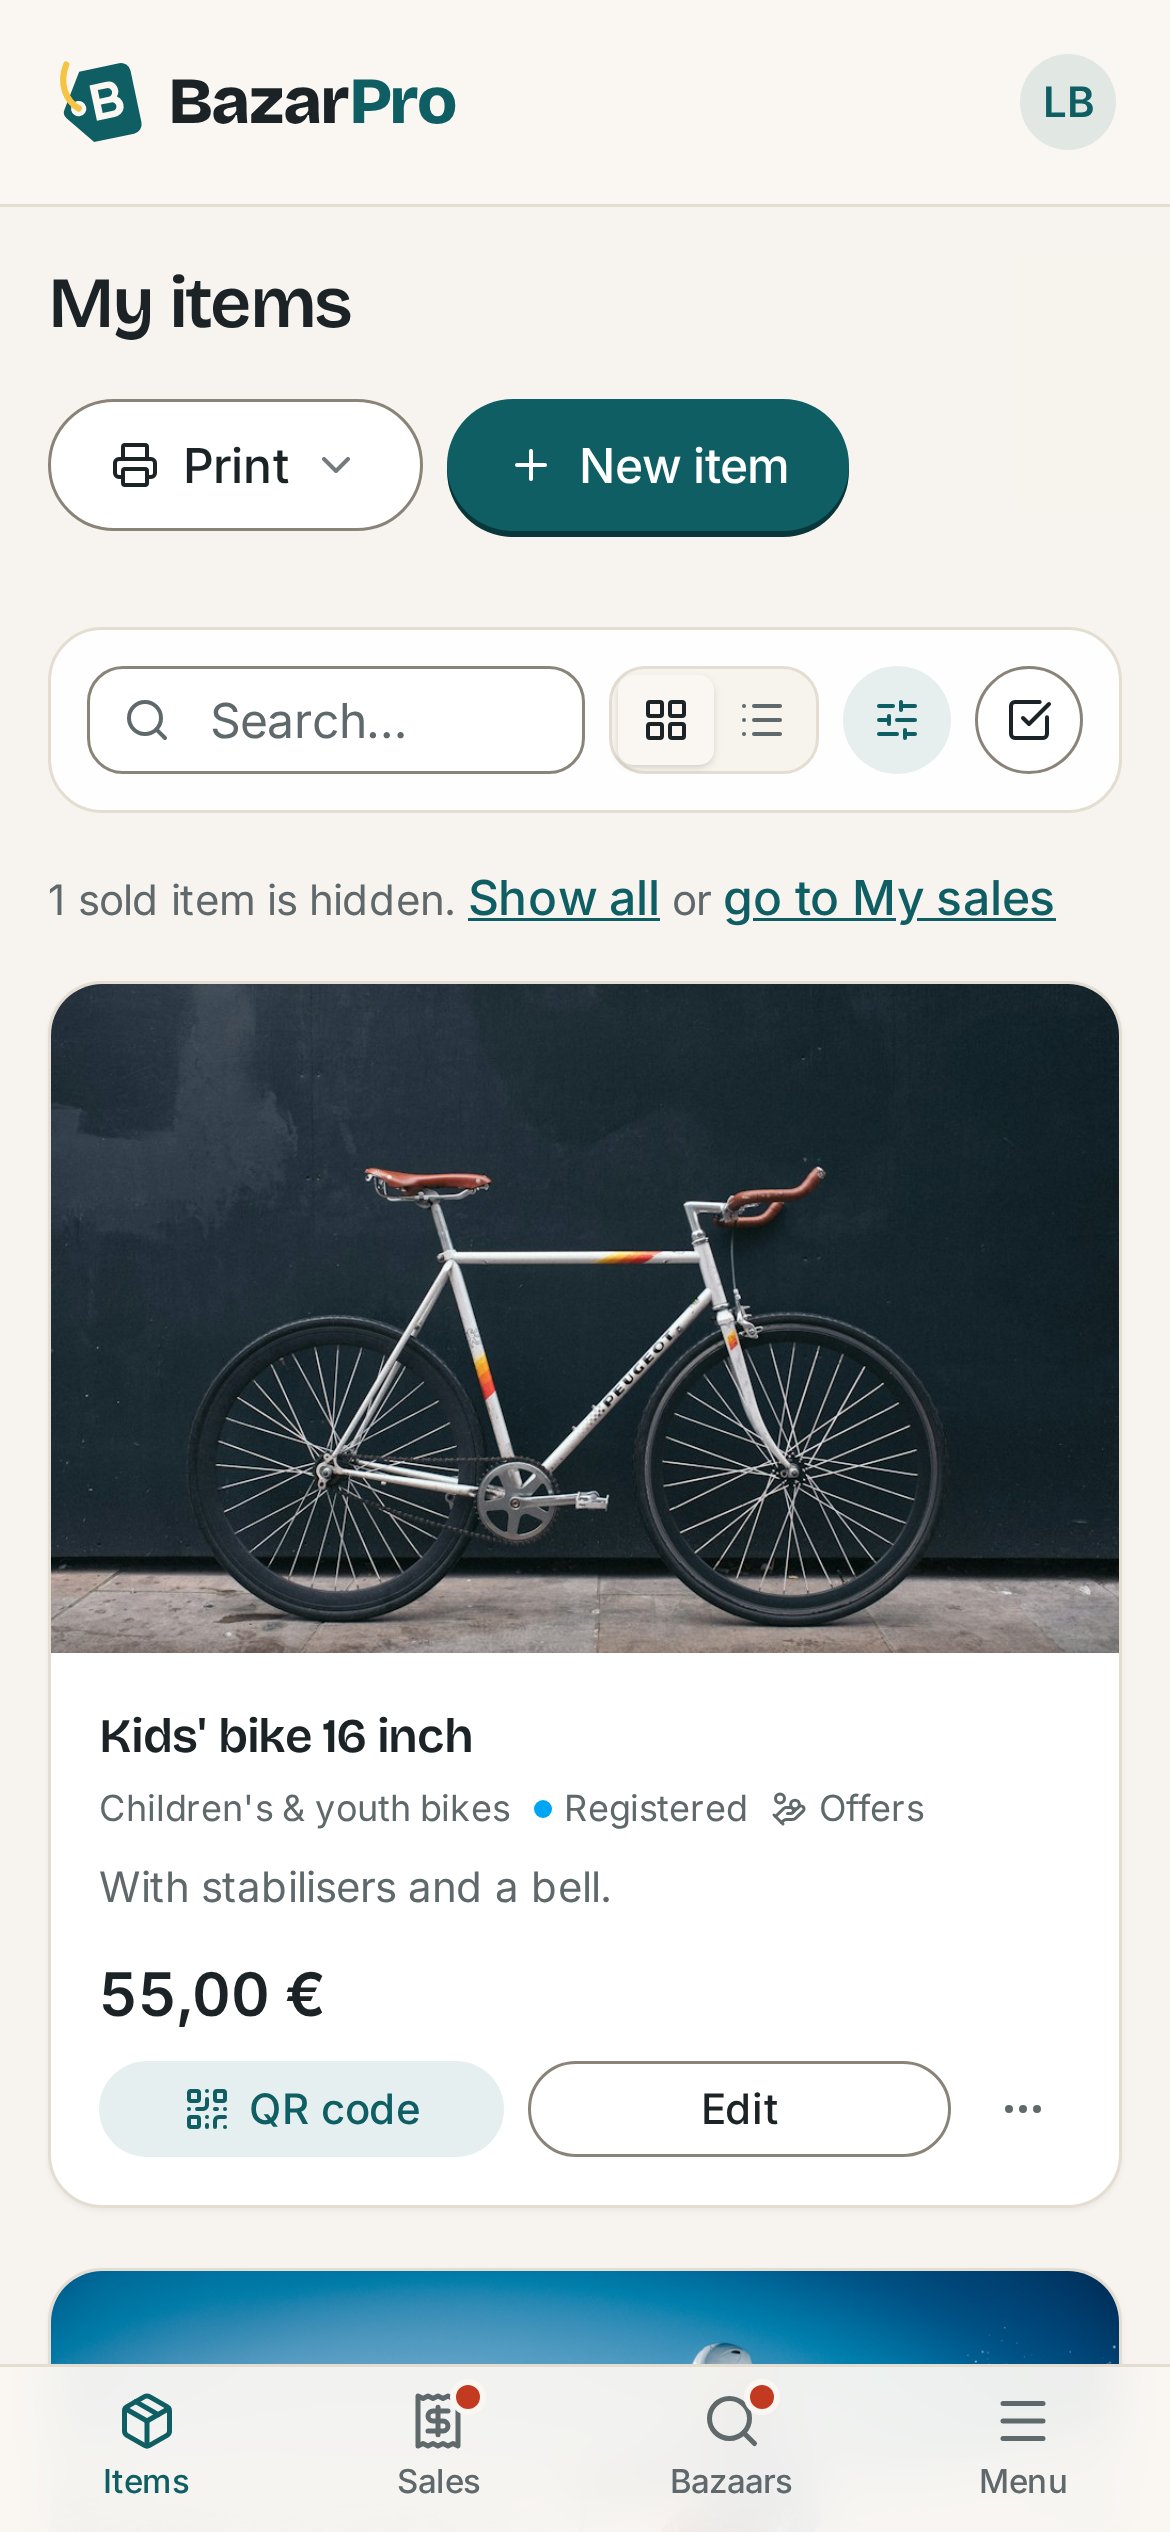 B BazarPro
LB
My items
Print
New item
Search...
1 sold item is hidden. Show all or go to My sales
PEUGEOT
Kids' bike 16 inch
Children's & youth bikes Registered Offers
With stabilisers and a bell.
55,00 €
QR code
Edit
Items
Sales
Bazaars
Menu